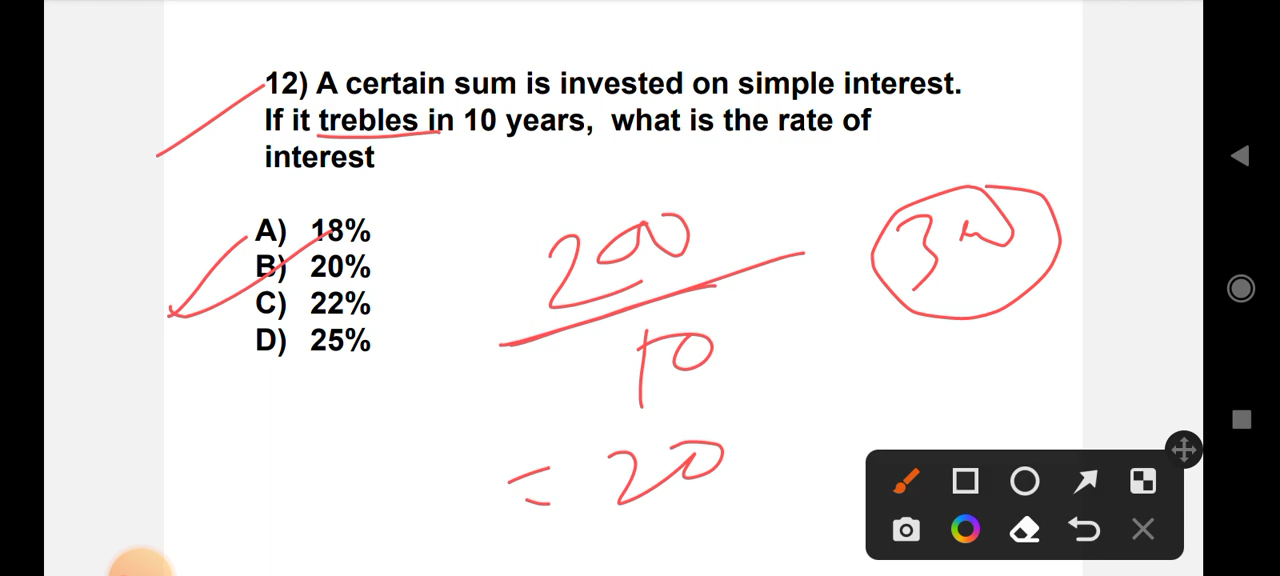 12) A certain sum is invested on simple interest.
If it trebles in 10 years, what is the rate of
interest
A) 18%
B) 20%
C) 22%
D) 25%
200
10
= 20
300